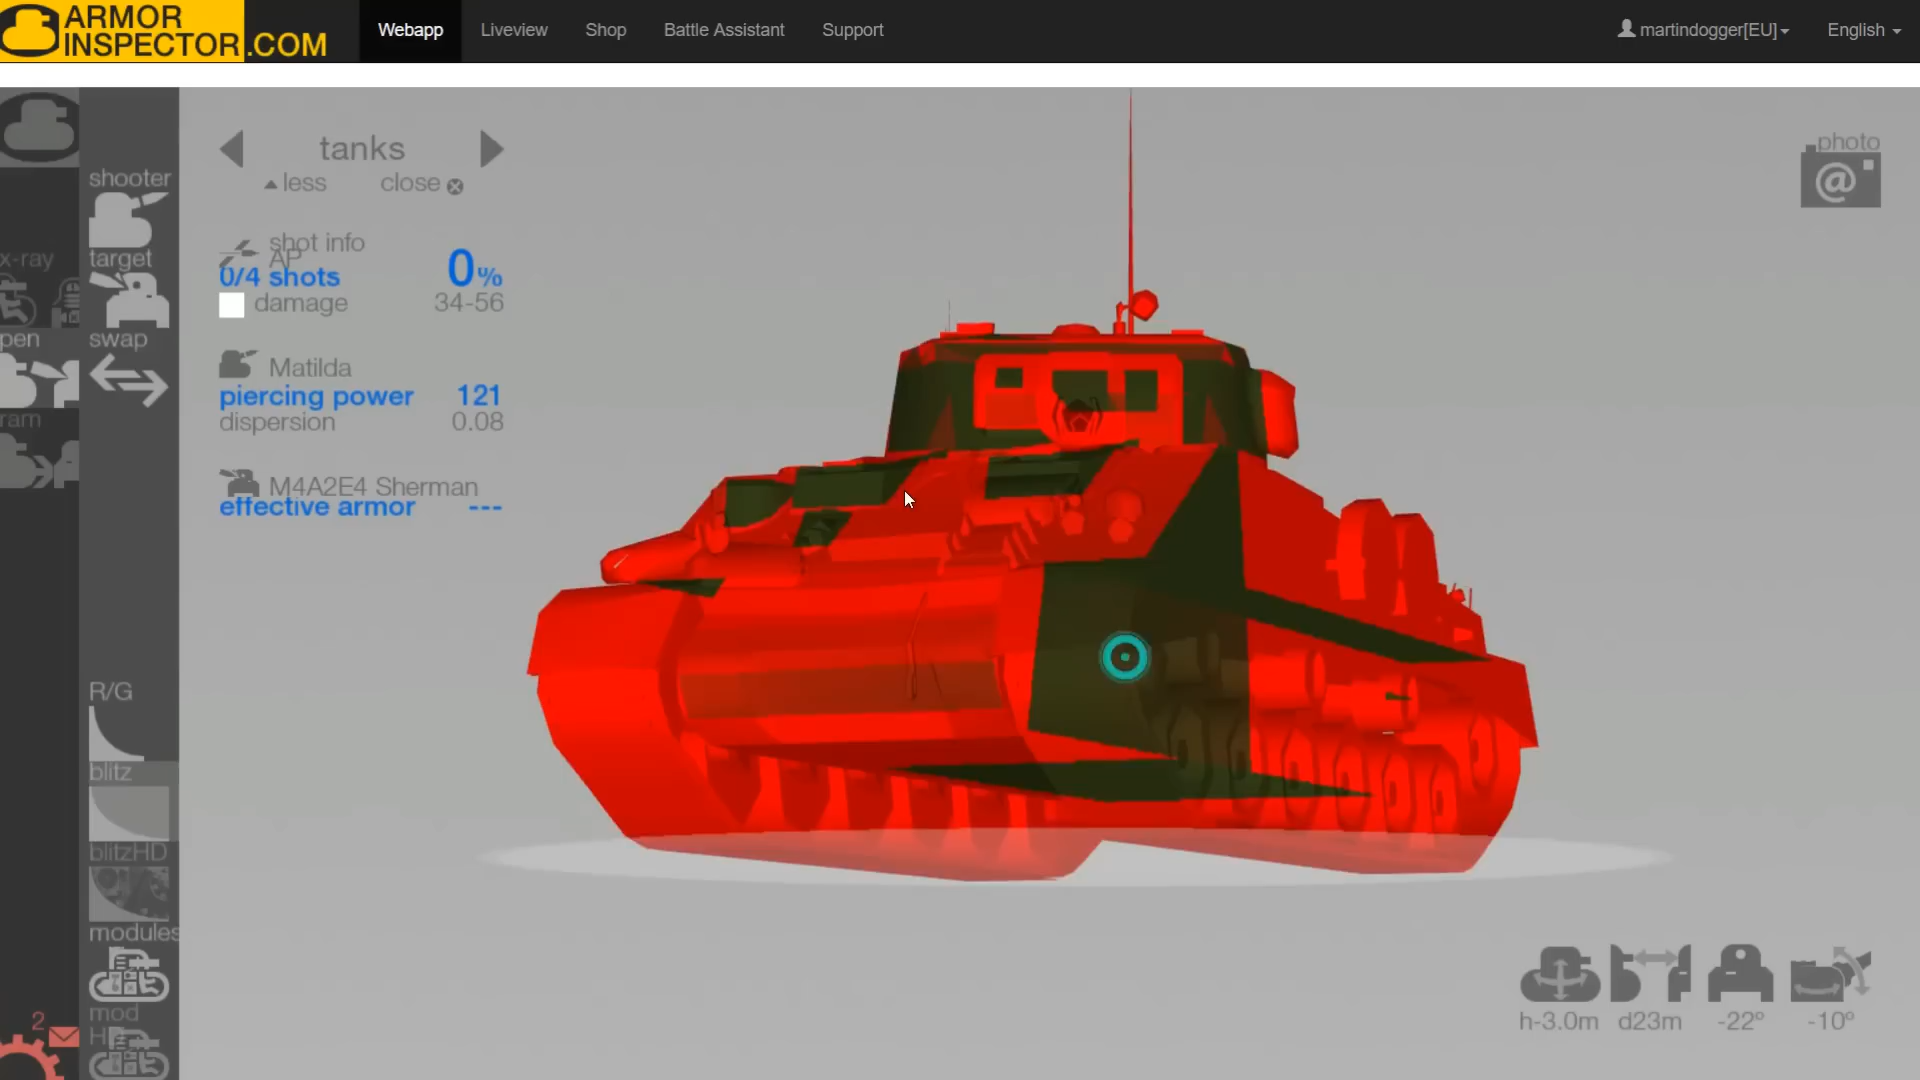 ARMOR
INSPECTOR.COM
Webapp
Liveview
Shop
Battle Assistant
Support
martindogger[EU]
English
tanks
less
close
photo
@
shooter
target
swap
x-ray
pen
ram
shot info
AP
0/4 shots
0%
damage
34-56
Matilda
piercing power
121
dispersion
0.08
M4A2E4 Sherman
effective armor
---
R/G
blitz
blitzHD
modules
mod
2
h-3.0m
d23m
-22°
-10°